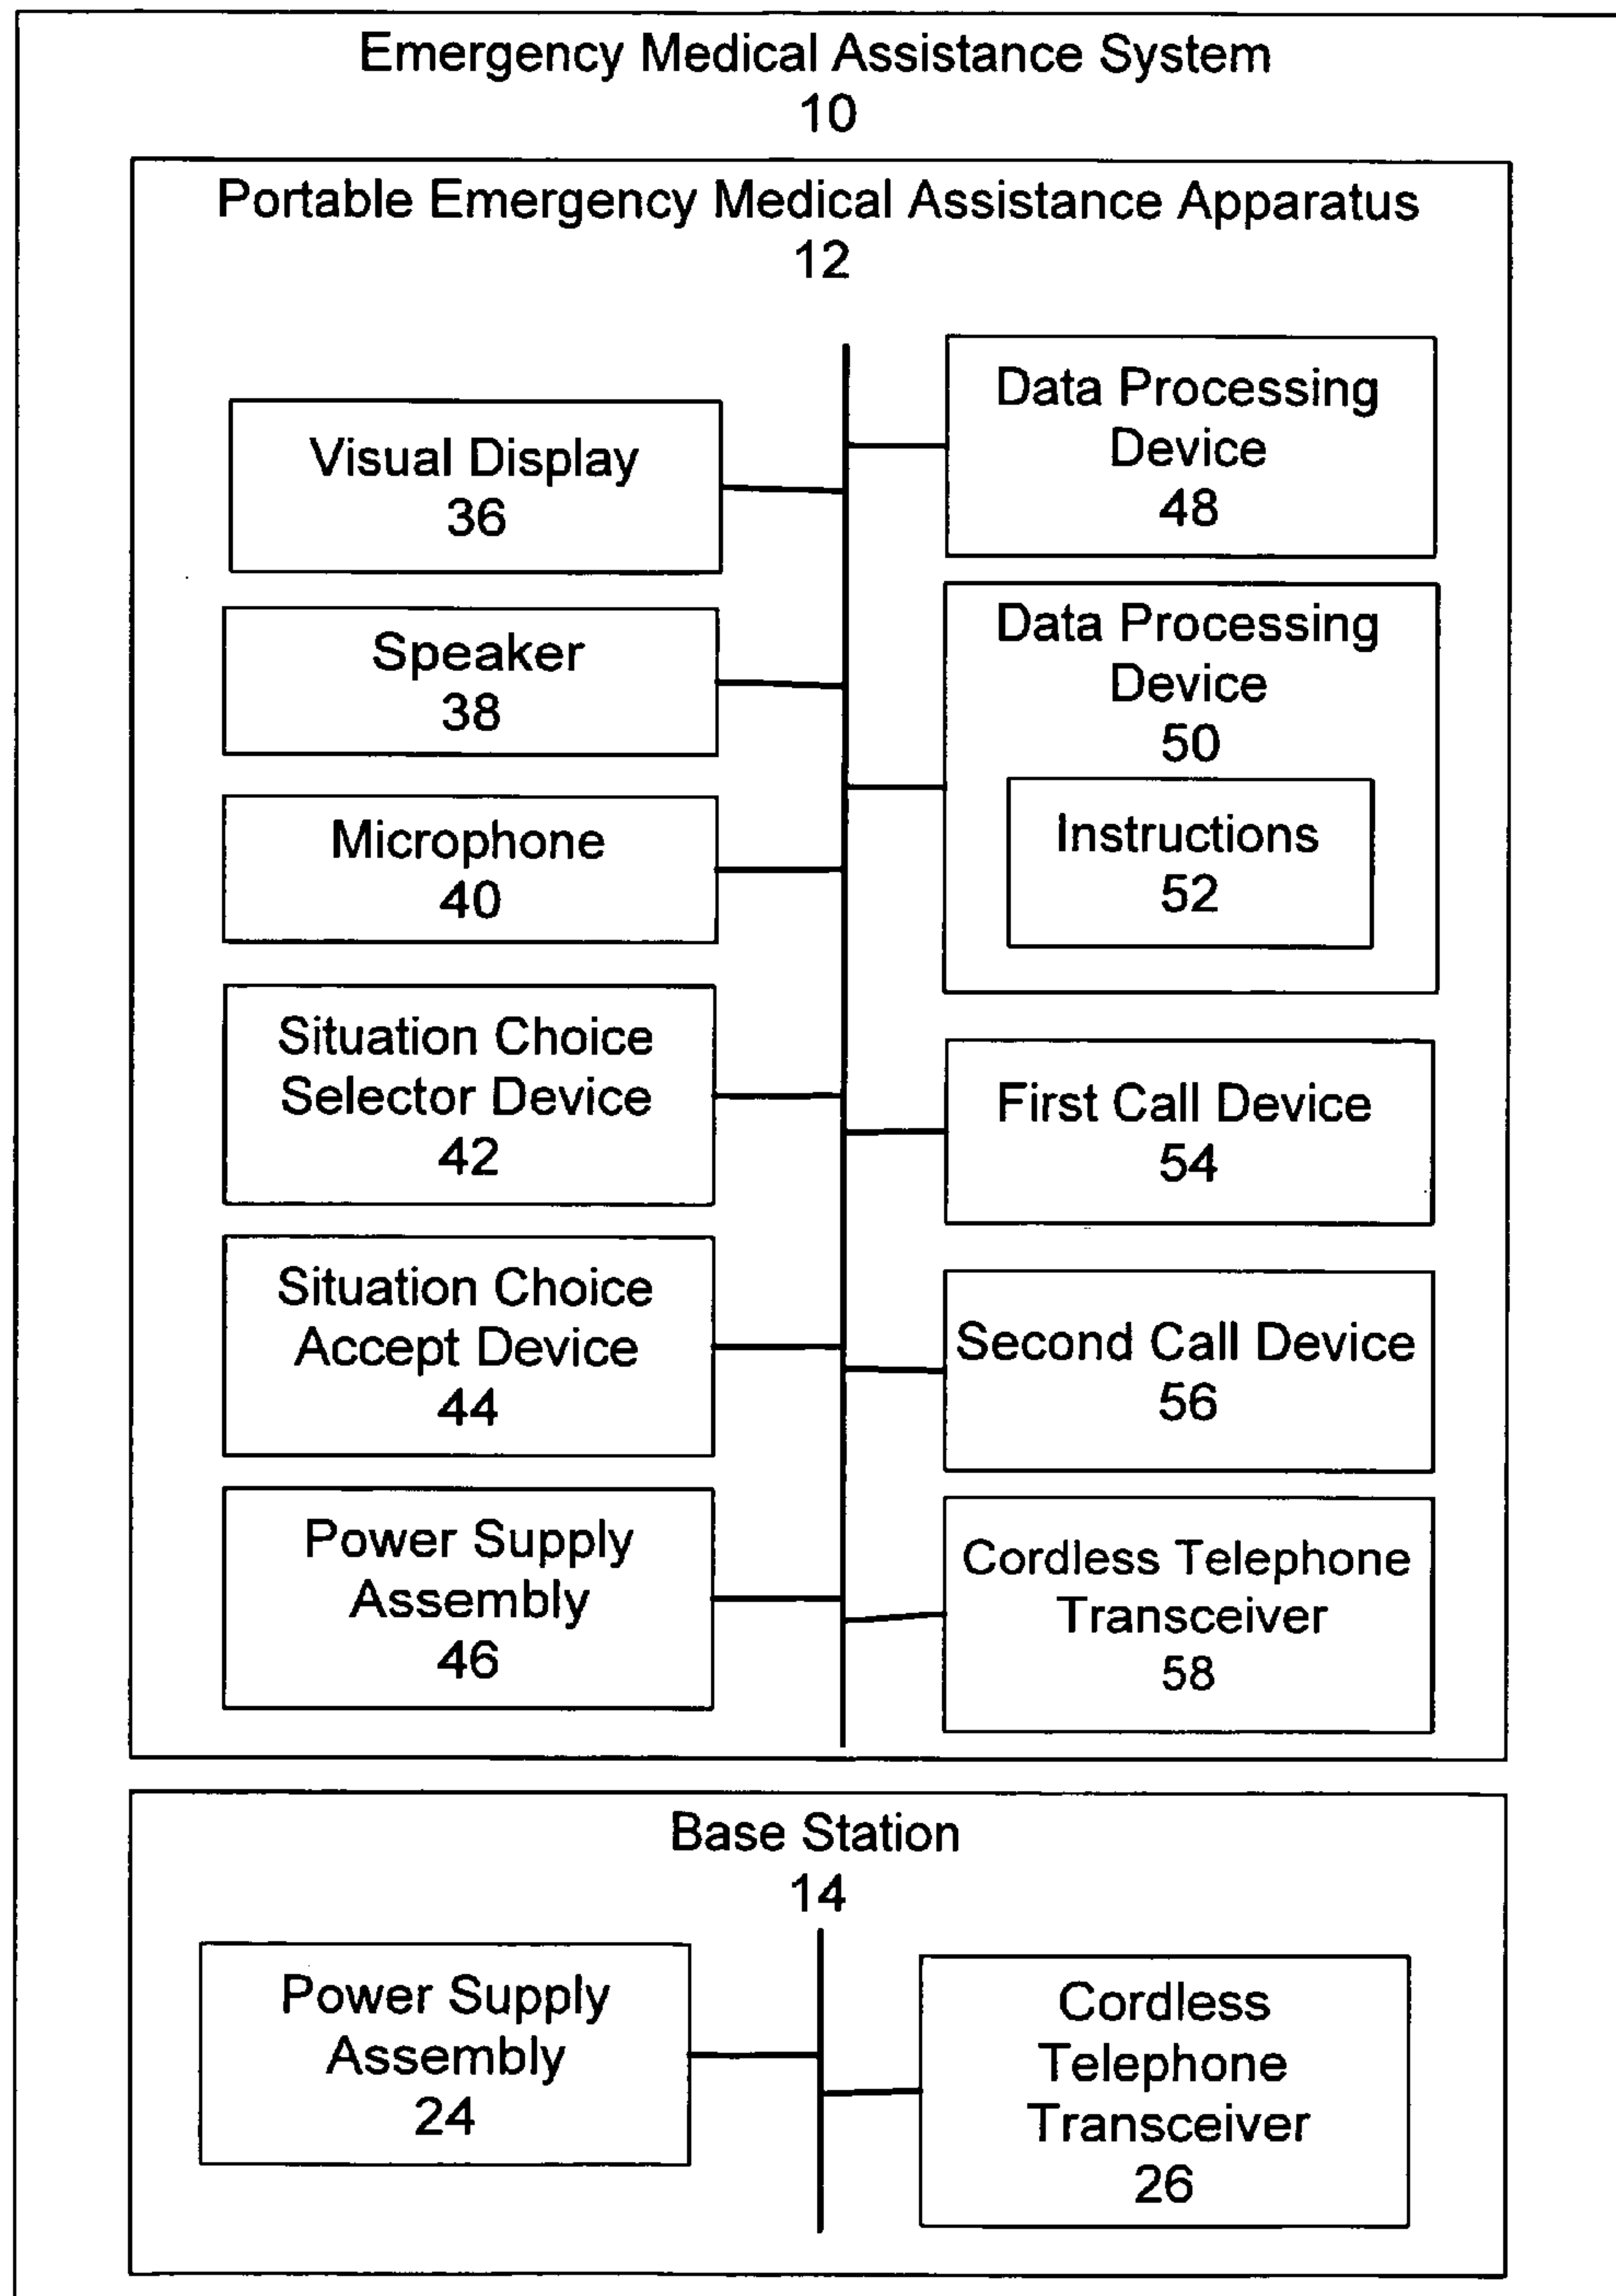 Emergency Medical Assistance System
10
Portable Emergency Medical Assistance Apparatus
12
Visual Display
36
Speaker
38
Microphone
40
Situation Choice
Selector Device
42
Situation Choice
Accept Device
44
Power Supply
Assembly
46
Data Processing
Device
48
Data Processing
Device
50
Instructions
52
First Call Device
54
Second Call Device
56
Cordless Telephone
Transceiver
58
Base Station
14
Power Supply
Assembly
24
Cordless
Telephone
Transceiver
26